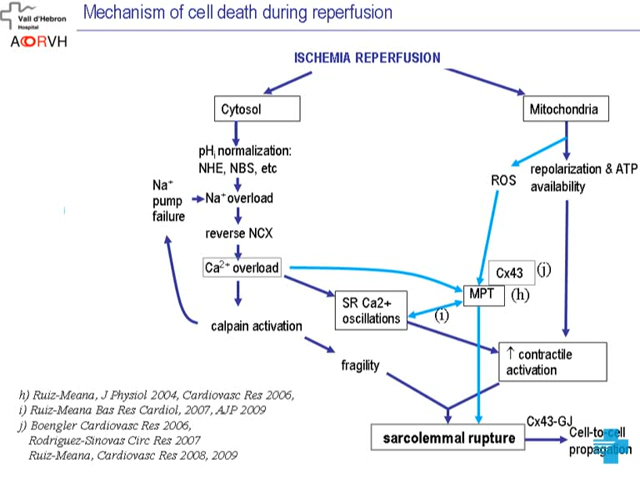 Vall d'Hebron
Hospital
ACORVH
Mechanism of cell death during reperfusion
ISCHEMIA REPERFUSION
Cytosol
Mitochondria
pHi normalization:
NHE, NBS, etc
ROS
repolarization & ATP
availability
Na+
pump
failure
Na+ overload
reverse NCX
Ca2+ overload
Cx43
(j)
MPT
(h)
SR Ca2+
oscillations
(i)
calpain activation
↑ contractile
activation
fragility
h) Ruiz-Meana, J Physiol 2004, Cardiovasc Res 2006,
i) Ruiz-Meana Bas Res Cardiol, 2007, AJP 2009
j) Boengler Cardiovasc Res 2006,
Rodriguez-Sinovas Circ Res 2007
Ruiz-Meana, Cardiovasc Res 2008, 2009
sarcolemmal rupture
Cx43-GJ
Cell-to-cell
propagation